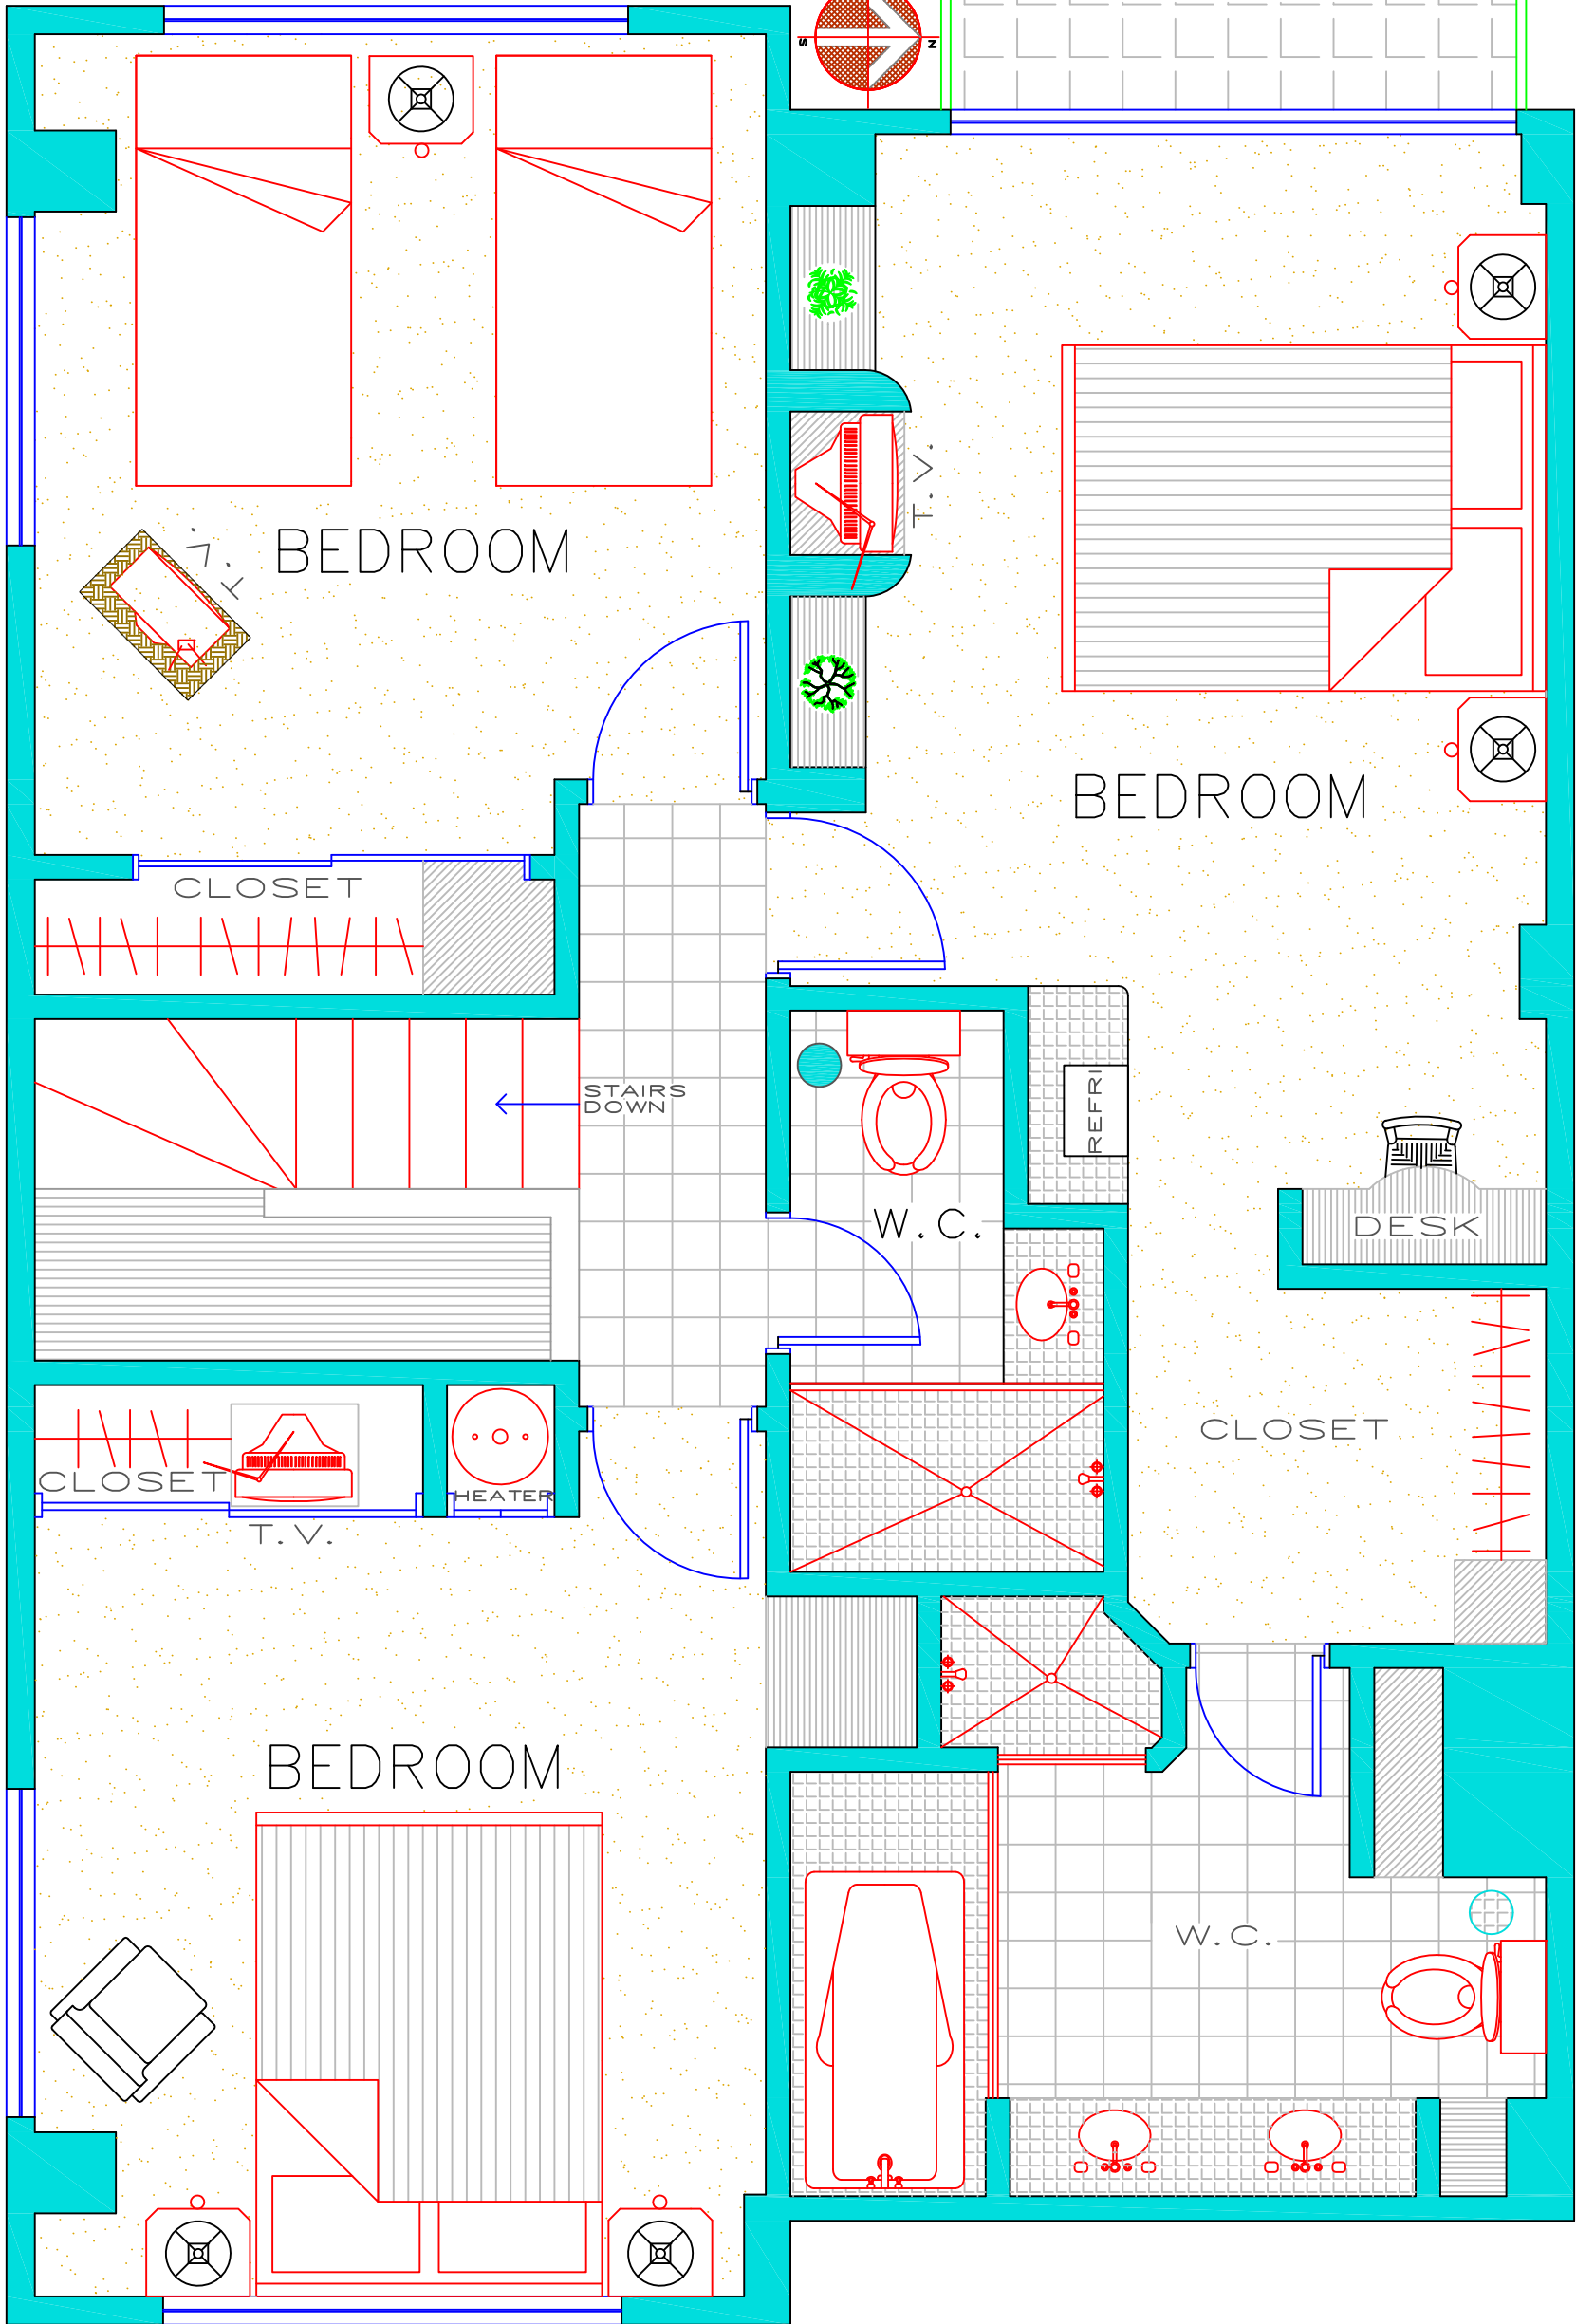 S
N
T.V.
BEDROOM
T.V.
BEDROOM
CLOSET
STAIRS
DOWN
REFRI
W.C.
DESK
CLOSET
CLOSET
HEATER
T.V.
BEDROOM
W.C.